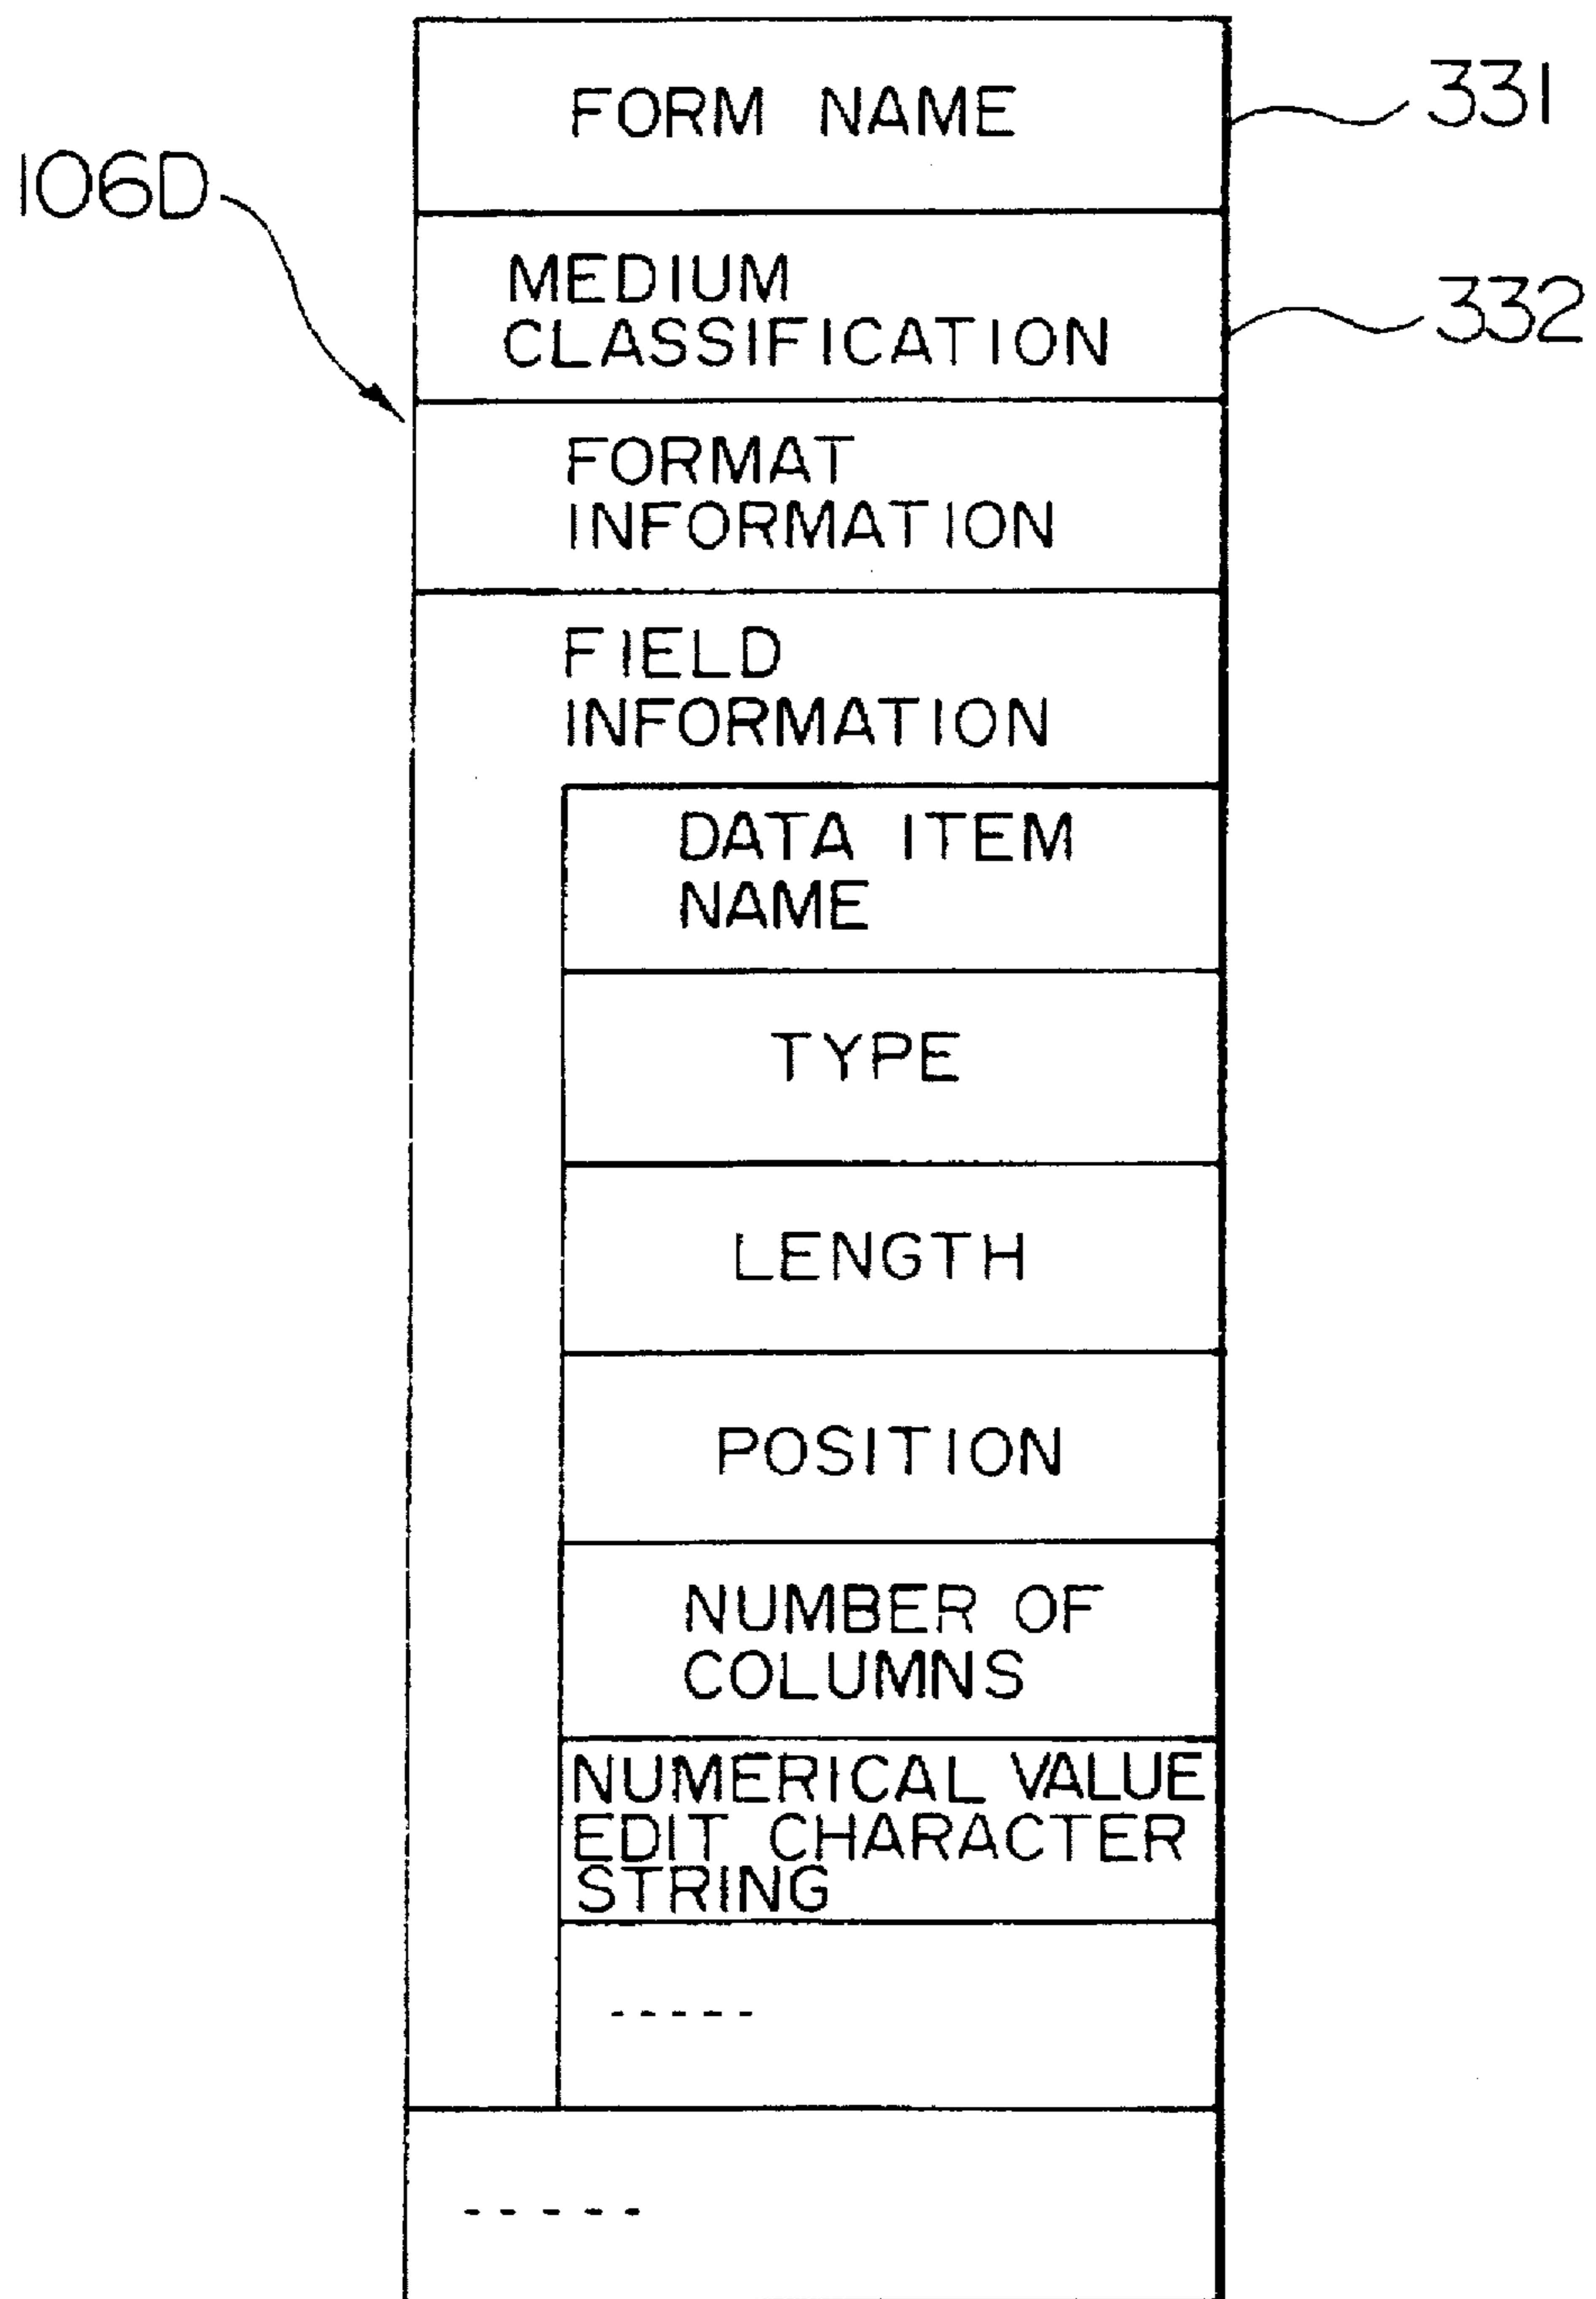 FORM NAME
331
106D
MEDIUM
CLASSIFICATION
332
FORMAT
INFORMATION
FIELD
INFORMATION
DATA ITEM
NAME
TYPE
LENGTH
POSITION
NUMBER OF
COLUMNS
NUMERICAL VALUE
EDIT CHARACTER
STRING
-----
-----